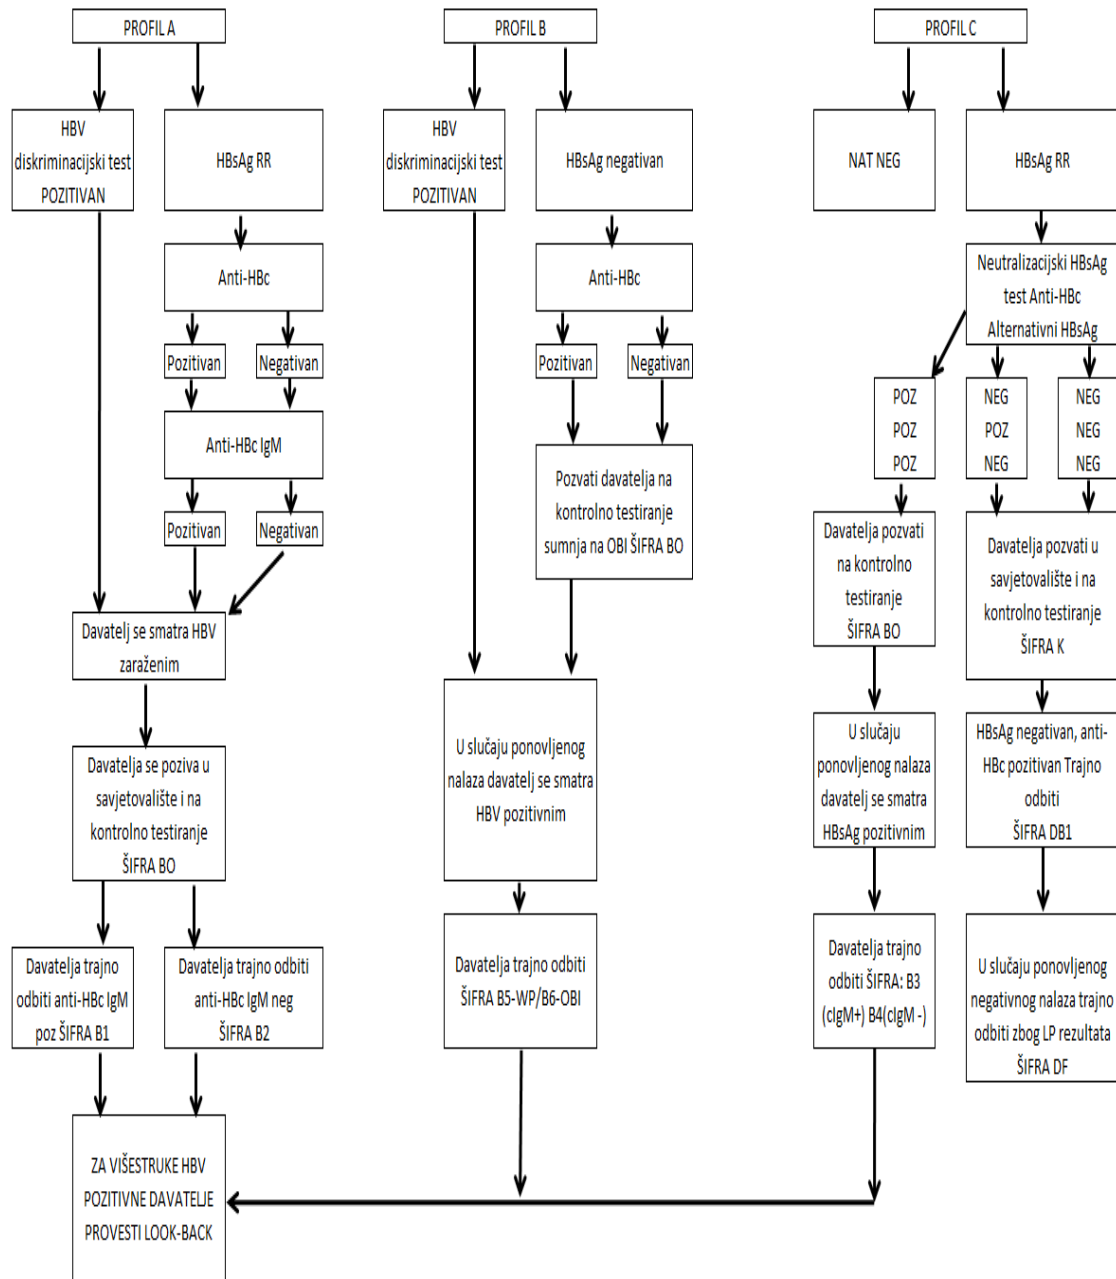 PROFIL A
HBV
diskriminacijski test
POZITIVAN
HBsAg RR
Anti-HBc
Pozitivan
Negativan
Anti-HBc IgM
Pozitivan
Negativan
Davatelj se smatra HBV
zaraženim
Davatelja se poziva u
savjetovalište i na
kontrolno testiranje
ŠIFRA BO
Davatelja trajno
odbiti anti-HBc IgM
poz ŠIFRA B1
Davatelja trajno odbiti
anti-HBc IgM neg
ŠIFRA B2
ZA VIŠESTRUKE HBV
POZITIVNE DAVATELJE
PROVESTI LOOK-BACK
PROFIL B
HBV
diskriminacijski test
POZITIVAN
HBsAg negativan
Anti-HBc
Pozitivan
Negativan
Pozvati davatelja na
kontrolno testiranje
sumnja na OBI ŠIFRA BO
U slučaju ponovljenog
nalaza davatelj se smatra
HBV pozitivnim
Davatelja trajno odbiti
ŠIFRA B5-WP/B6-OBI
PROFIL C
NAT NEG
HBsAg RR
Neutralizacijski HBsAg
test Anti-HBc
Alternativni HBsAg
POZ
POZ
POZ
NEG
POZ
NEG
NEG
NEG
NEG
Davatelja pozvati
na kontrolno
testiranje
ŠIFRA BO
Davatelja pozvati u
savjetovalište i na
kontrolno testiranje
ŠIFRA K
U slučaju
ponovljenog nalaza
davatelj se smatra
HBsAg pozitivnim
HBsAg negativan, anti-
HBc pozitivan Trajno
odbiti
ŠIFRA DB1
Davatelja trajno
odbiti ŠIFRA: B3
(cIgM+) B4(cIgM -)
U slučaju ponovljenog
negativnog nalaza trajno
odbiti zbog LP rezultata
ŠIFRA DF